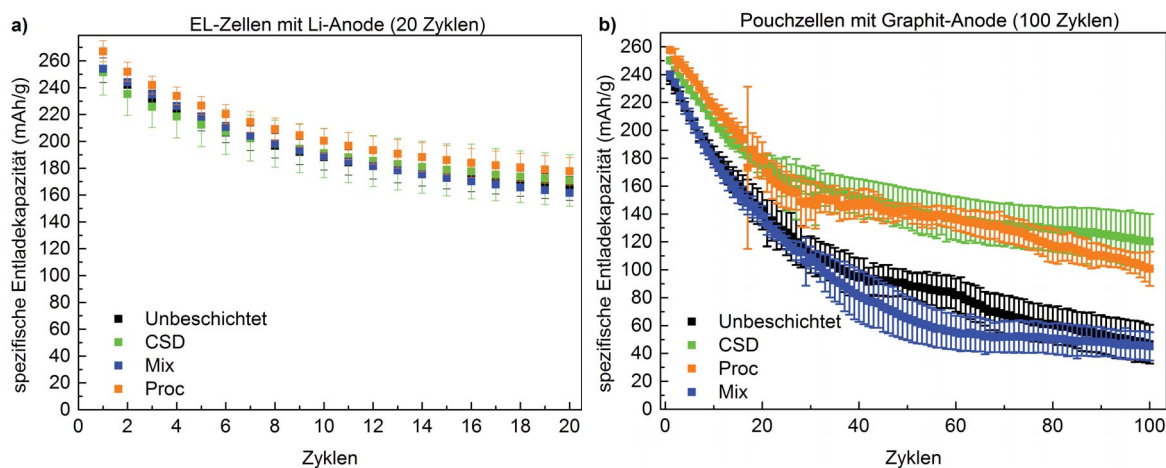 a)
EL-Zellen mit Li-Anode (20 Zyklen)
spezifische Entladekapazität (mAh/g)
260
240
220
200
180
160
140
120
100
80
60
40
20
0
Unbeschichtet
CSD
Mix
Proc
0 2 4 6 8 10 12 14 16 18 20
Zyklen
b)
Pouchzellen mit Graphit-Anode (100 Zyklen)
spezifische Entladekapazität (mAh/g)
260
240
220
200
180
160
140
120
100
80
60
40
20
0
Unbeschichtet
CSD
Proc
Mix
0 20 40 60 80 100
Zyklen